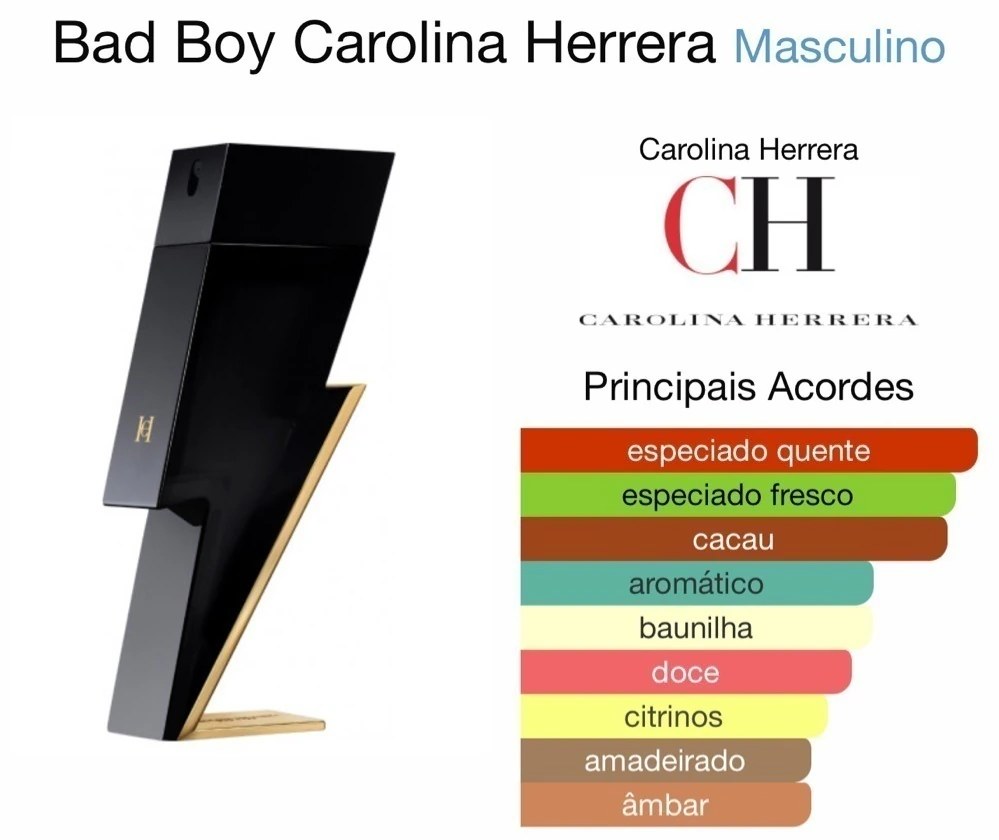 Bad Boy Carolina Herrera Masculino
Carolina Herrera
CH
CAROLINA HERRERA
Principais Acordes
especiado quente
especiado fresco
cacau
aromático
baunilha
doce
citrinos
amadeirado
âmbar